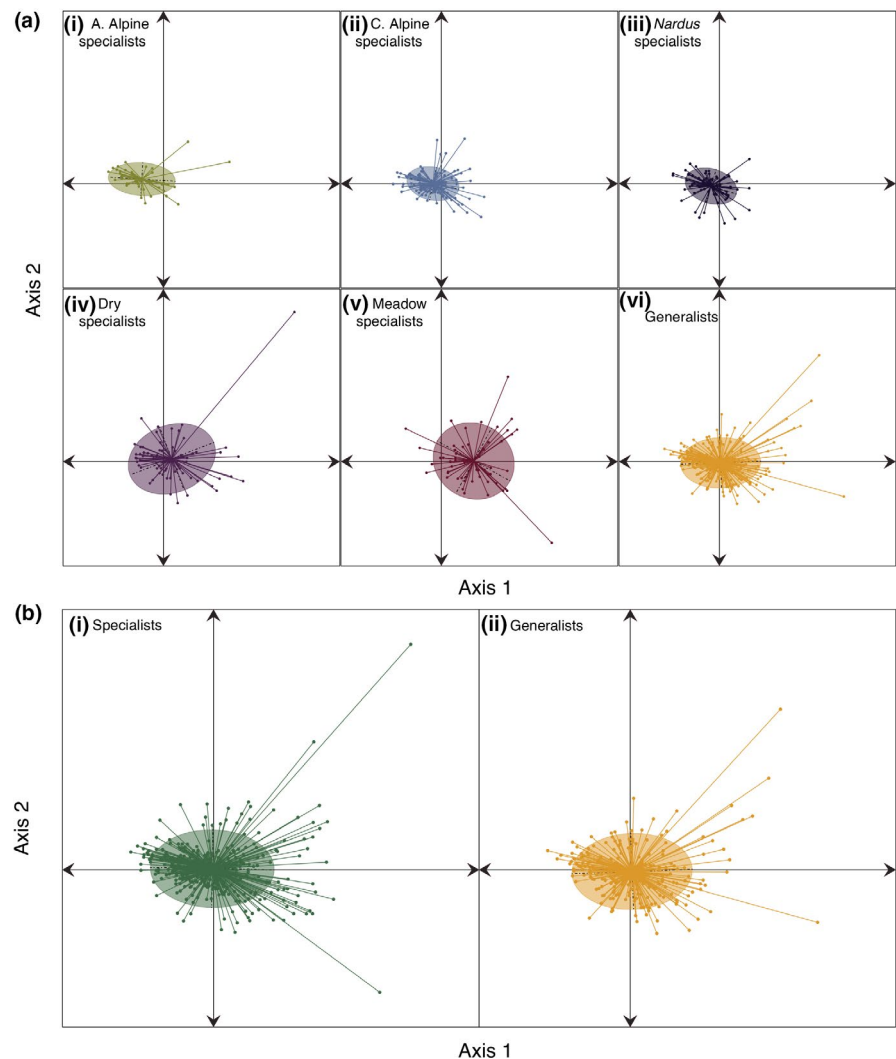 (a)
(i) A. Alpine
specialists
(ii) C. Alpine
specialists
(iii) Nardus
specialists
Axis 2
(iv) Dry
specialists
(v) Meadow
specialists
(vi)
Generalists
Axis 1
(b)
(i) Specialists
(ii) Generalists
Axis 2
Axis 1